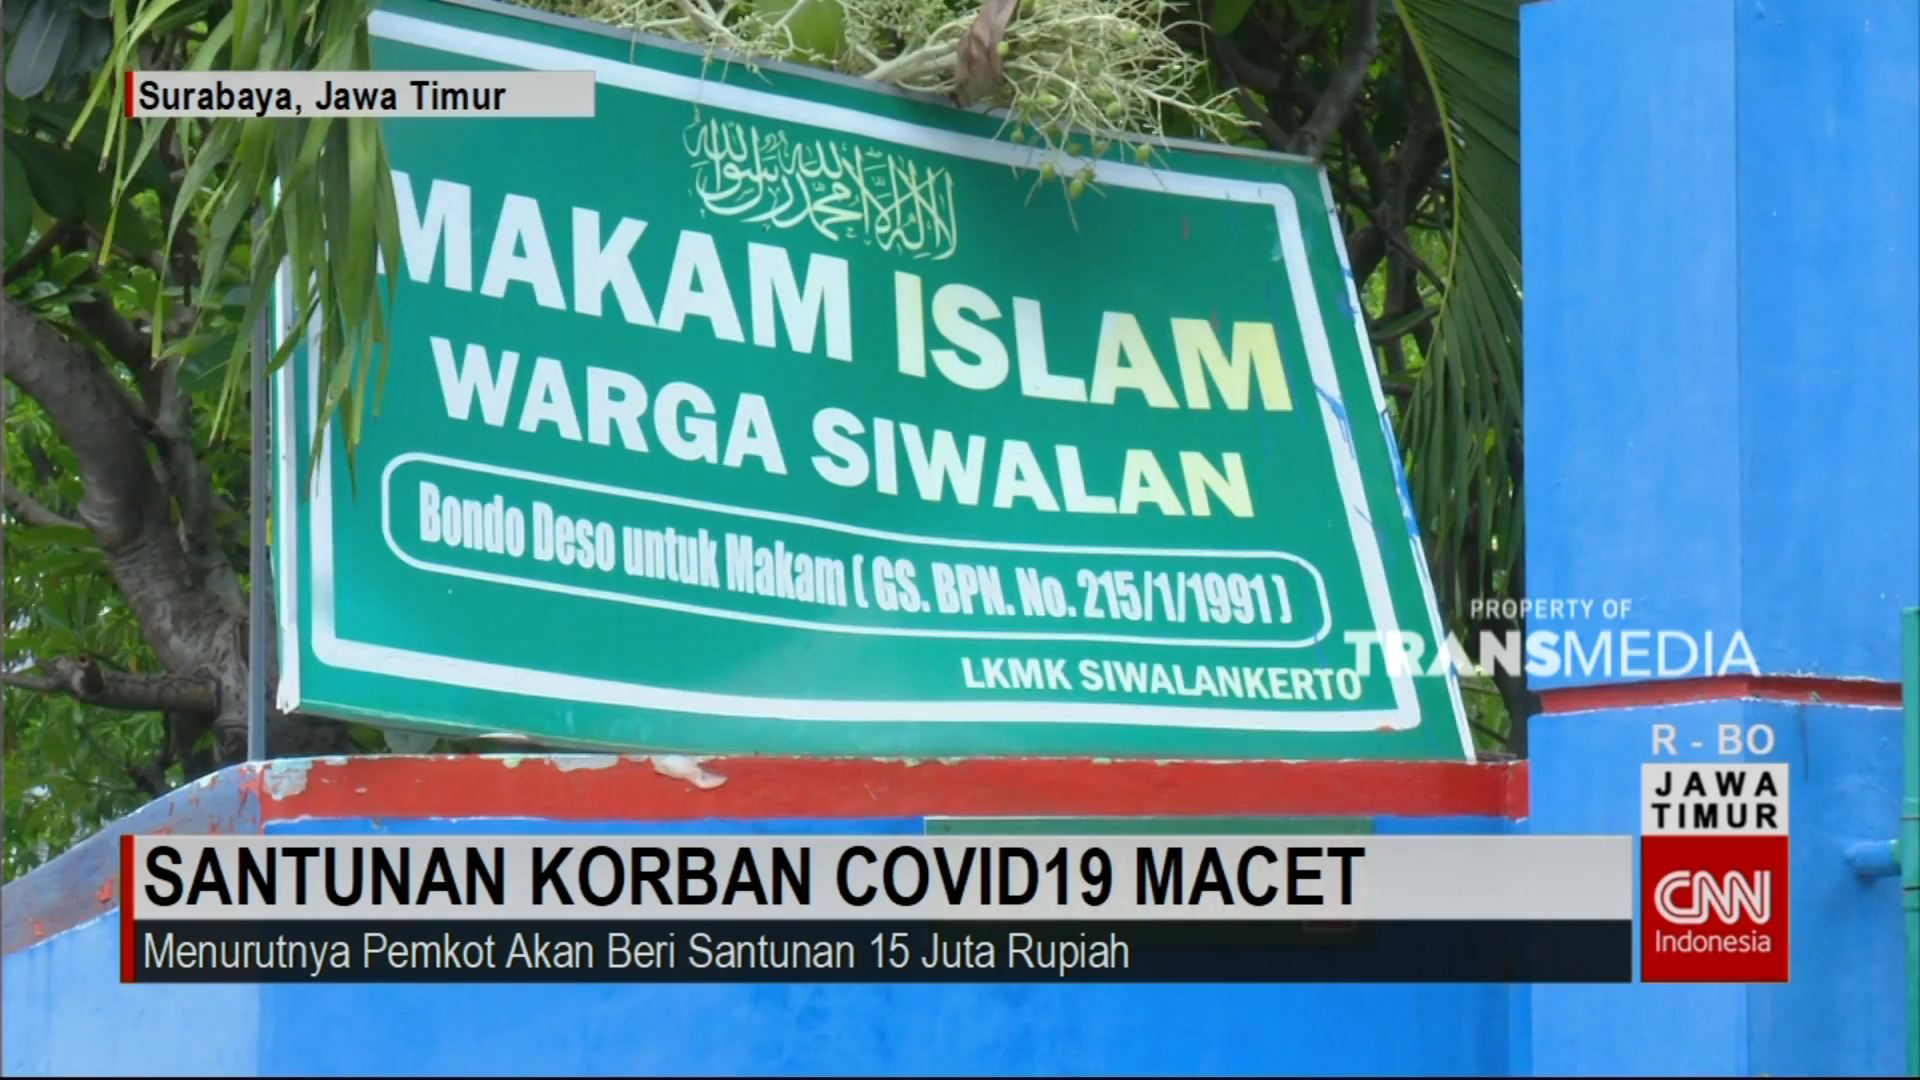 Surabaya, Jawa Timur
لا إله إلا الله محمد رسول الله
MAKAM ISLAM
WARGA SIWALAN
Bondo Deso untuk Makam ( GS. BPN. No. 215/1/1991 )
LKMK SIWALANKERTO
PROPERTY OF
TRANSMEDIA
R - BO
JAWA
TIMUR
SANTUNAN KORBAN COVID19 MACET
Menurutnya Pemkot Akan Beri Santunan 15 Juta Rupiah
CNN
Indonesia